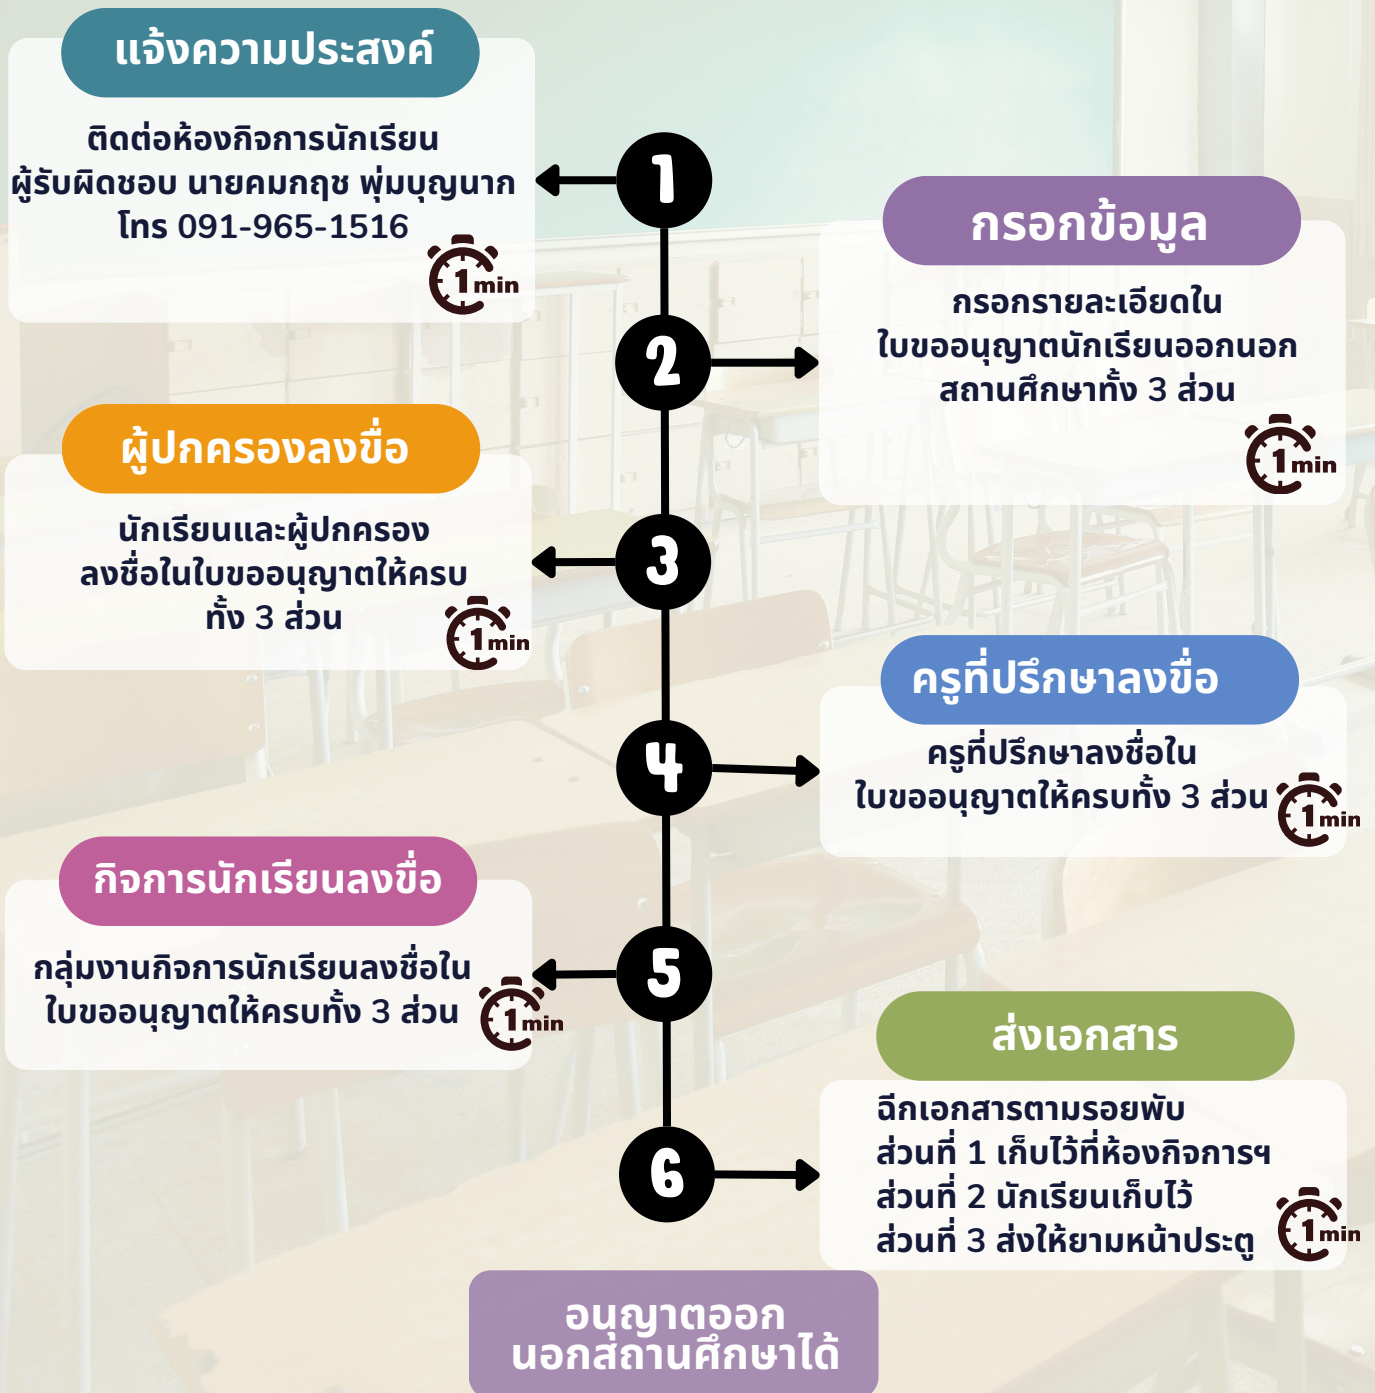 แจ้งความประสงค์
ติดต่อห้องกิจการนักเรียน
ผู้รับผิดชอบ นายคมกฤช พุ่มบุญนาก
โทร 091-965-1516
1 min
1
กรอกข้อมูล
กรอกรายละเอียดใน
ใบขออนุญาตนักเรียนออกนอก
สถานศึกษาทั้ง 3 ส่วน
1 min
2
ผู้ปกครองลงชื่อ
นักเรียนและผู้ปกครอง
ลงชื่อในใบขออนุญาตให้ครบ
ทั้ง 3 ส่วน
1 min
3
ครูที่ปรึกษาลงชื่อ
ครูที่ปรึกษาลงชื่อใน
ใบขออนุญาตให้ครบทั้ง 3 ส่วน
1 min
4
กิจการนักเรียนลงชื่อ
กลุ่มงานกิจการนักเรียนลงชื่อใน
ใบขออนุญาตให้ครบทั้ง 3 ส่วน
1 min
5
ส่งเอกสาร
ฉีกเอกสารตามรอยพับ
ส่วนที่ 1 เก็บไว้ที่ห้องกิจการฯ
ส่วนที่ 2 นักเรียนเก็บไว้
ส่วนที่ 3 ส่งให้ยามหน้าประตู
1 min
6
อนุญาตออก
นอกสถานศึกษาได้